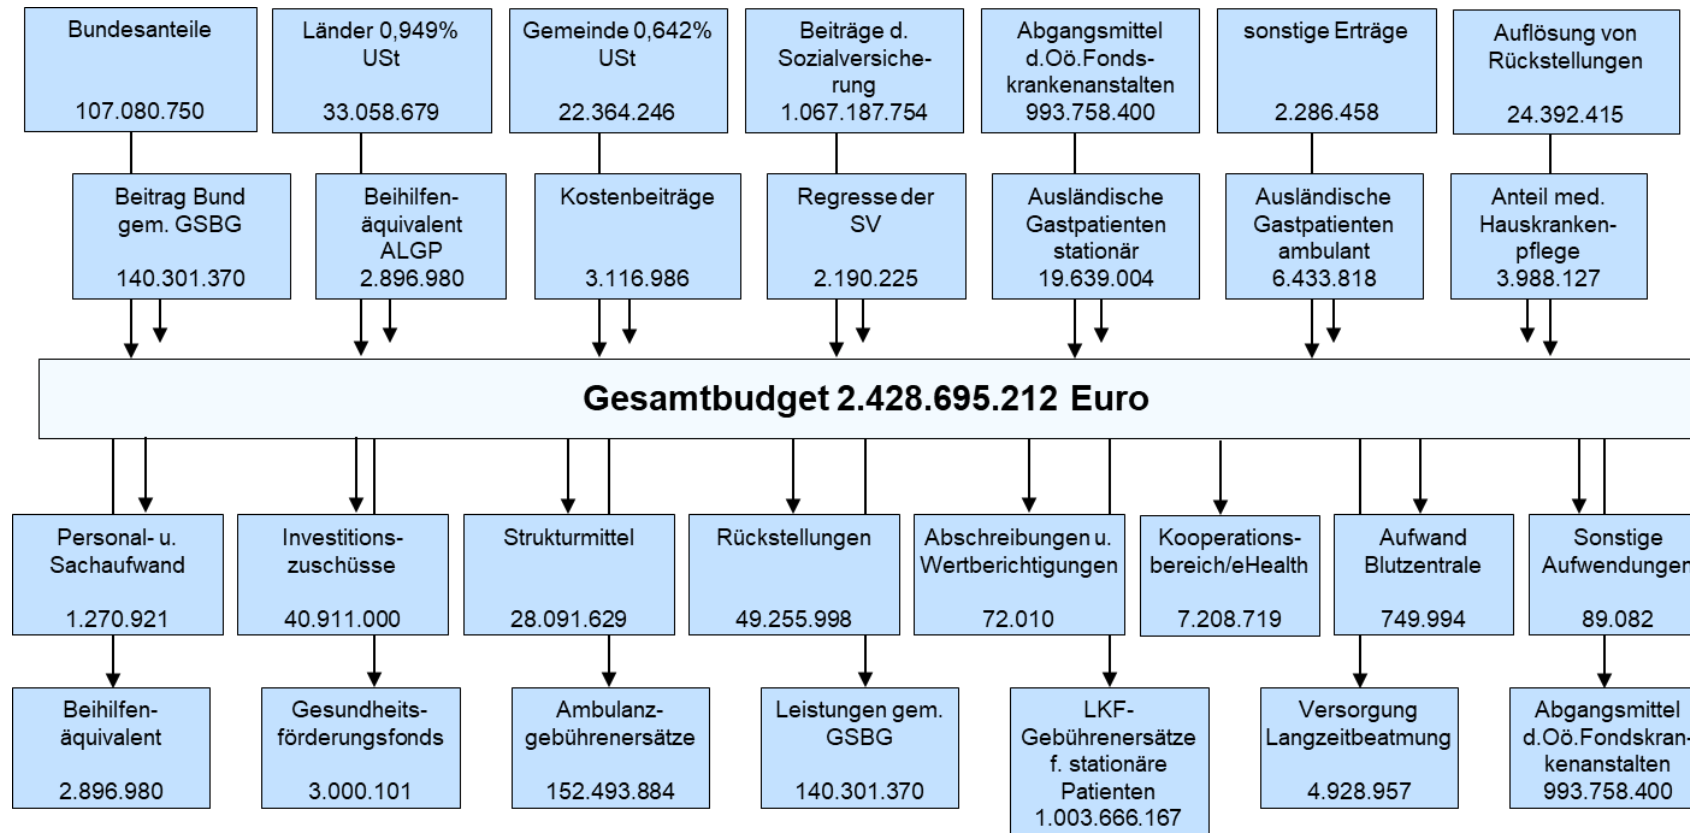 Bundesanteile
107.080.750
Länder 0,949%
USt
33.058.679
Gemeinde 0,642%
USt
22.364.246
Beiträge d.
Sozialversiche-
rung
1.067.187.754
Abgangsmittel
d.Oö.Fonds-
krankenanstalten
993.758.400
sonstige Erträge
2.286.458
Auflösung von
Rückstellungen
24.392.415
Beitrag Bund
gem. GSBG
140.301.370
Beihilfen-
äquivalent
ALGP
2.896.980
Kostenbeiträge
3.116.986
Regresse der
SV
2.190.225
Ausländische
Gastpatienten
stationär
19.639.004
Ausländische
Gastpatienten
ambulant
6.433.818
Anteil med.
Hauskranken-
pflege
3.988.127
Gesamtbudget 2.428.695.212 Euro
Personal- u.
Sachaufwand
1.270.921
Investitions-
zuschüsse
40.911.000
Strukturmittel
28.091.629
Rückstellungen
49.255.998
Abschreibungen u.
Wertberichtigungen
72.010
Kooperations-
bereich/eHealth
7.208.719
Aufwand
Blutzentrale
749.994
Sonstige
Aufwendungen
89.082
Beihilfen-
äquivalent
2.896.980
Gesundheits-
förderungsfonds
3.000.101
Ambulanz-
gebührenersätze
152.493.884
Leistungen gem.
GSBG
140.301.370
LKF-
Gebührenersätze
f. stationäre
Patienten
1.003.666.167
Versorgung
Langzeitbeatmung
4.928.957
Abgangsmittel
d.Oö.Fondskran-
kenanstalten
993.758.400